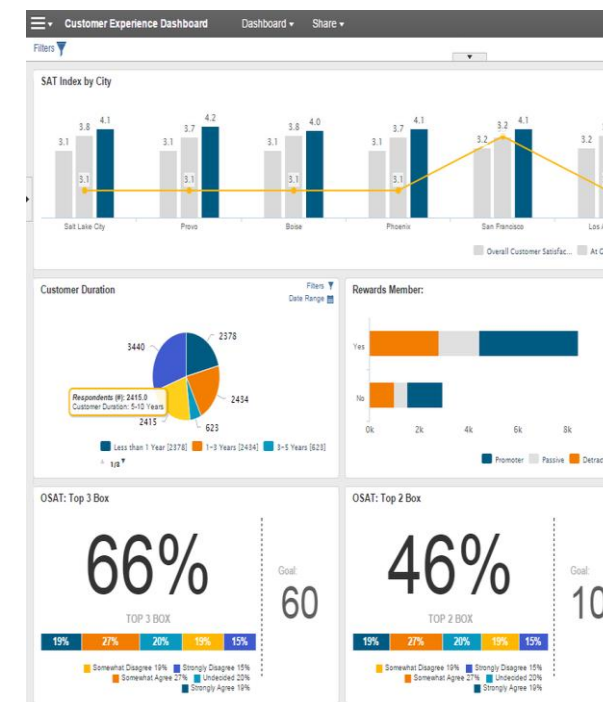 Customer Experience Dashboard Dashboard Share
Filters
SAT Index by City
3.1 3.8 4.1 3.1 3.7 4.2 3.1 3.8 4.0 3.1 3.7 4.1 3.2 3.2 4.1 3.2
3.1 3.1 3.1 3.1
Salt Lake City Provo Boise Phoenix San Francisco Los
Overall Customer Satisfac... At
Customer Duration
Filters
Date Range
3440
2378
Respondents (#): 2415.0
Customer Duration: 5-10 Years
2434
2415
623
Less than 1 Year [2378] 1-3 Years [2434] 3-5 Years [623]
1/8
Rewards Member:
Yes
No
0k 2k 4k 6k 8k
Promoter Passive Detrac
OSAT: Top 3 Box
66%
TOP 3 BOX
Goal:
60
19% 27% 20% 19% 15%
Somewhat Disagree 19% Strongly Disagree 15%
Somewhat Agree 27% Undecided 20%
Strongly Agree 19%
OSAT: Top 2 Box
46%
TOP 2 BOX
Goal:
10
19% 27% 20% 19% 15%
Somewhat Disagree 19% Strongly Disagree 15%
Somewhat Agree 27% Undecided 20%
Strongly Agree 19%